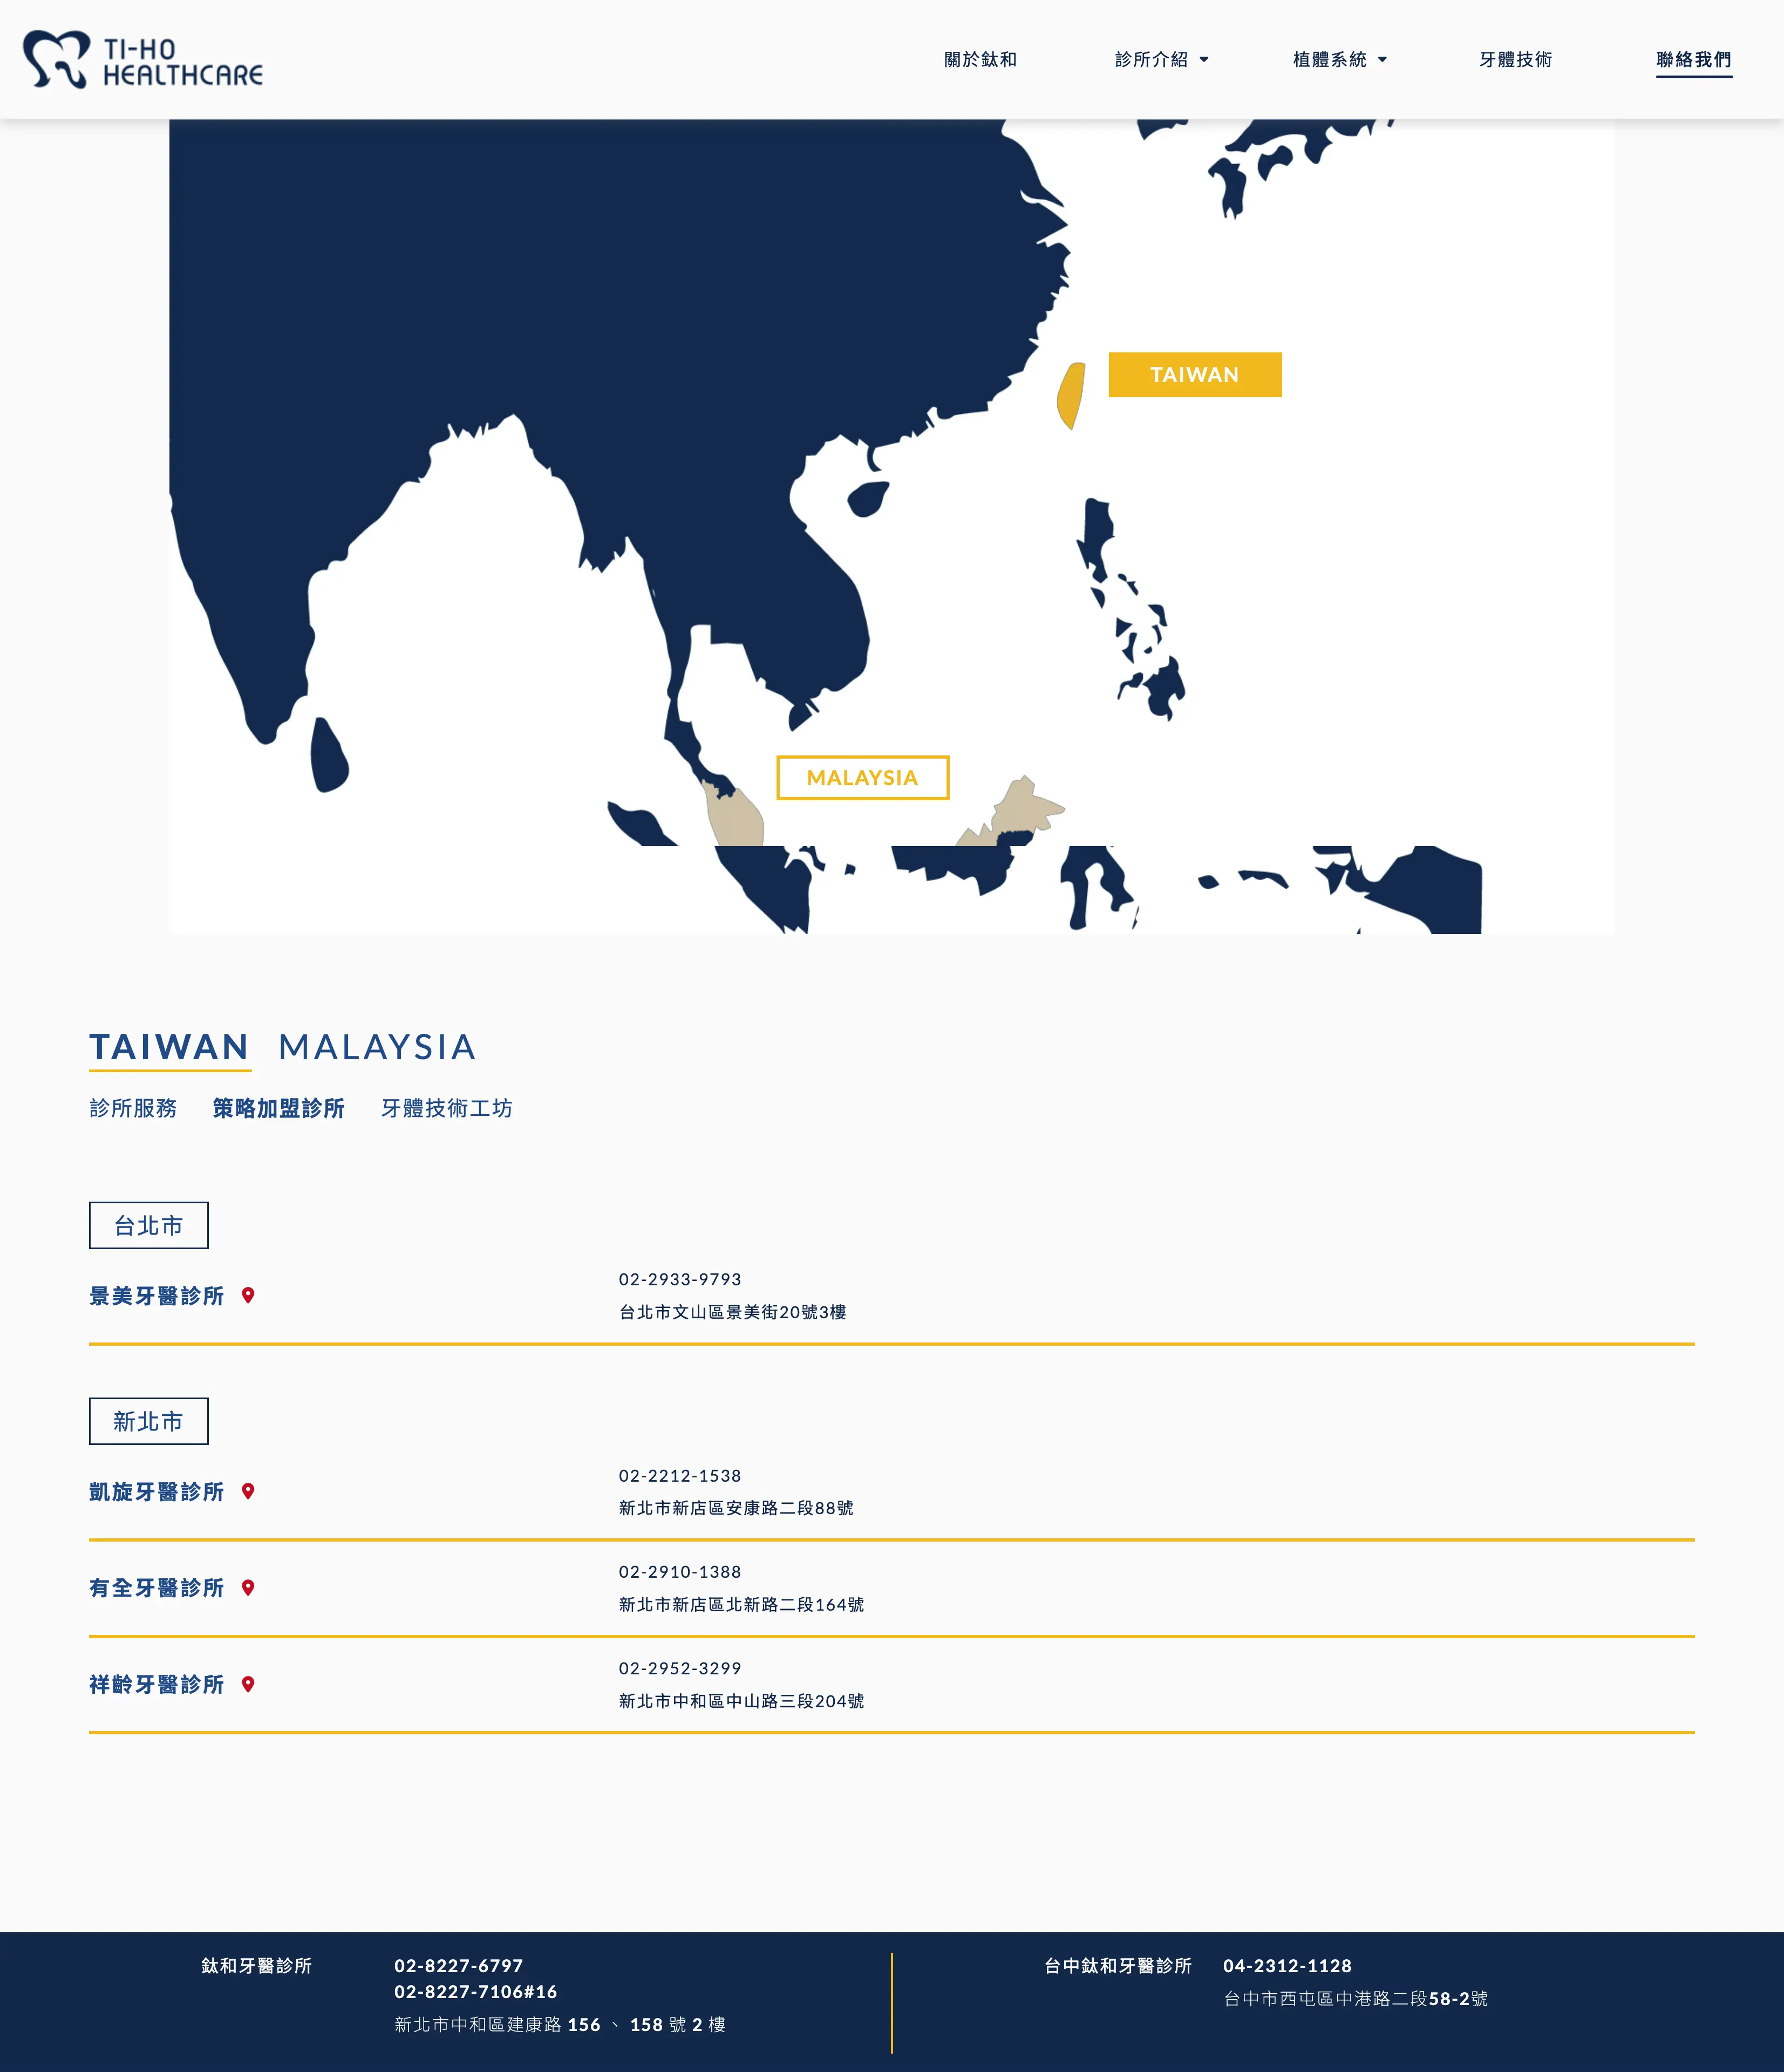 TI-HO
HEALTHCARE
關於鈦和
診所介紹
植體系統
牙體技術
聯絡我們
TAIWAN
MALAYSIA
TAIWAN MALAYSIA
診所服務 策略加盟診所 牙體技術工坊
台北市
景美牙醫診所
02-2933-9793
台北市文山區景美街20號3樓
新北市
凱旋牙醫診所
02-2212-1538
新北市新店區安康路二段88號
有全牙醫診所
02-2910-1388
新北市新店區北新路二段164號
祥齡牙醫診所
02-2952-3299
新北市中和區中山路三段204號
鈦和牙醫診所
02-8227-6797
02-8227-7106#16
新北市中和區建康路 156 、 158 號 2 樓
台中鈦和牙醫診所
04-2312-1128
台中市西屯區中港路二段58-2號